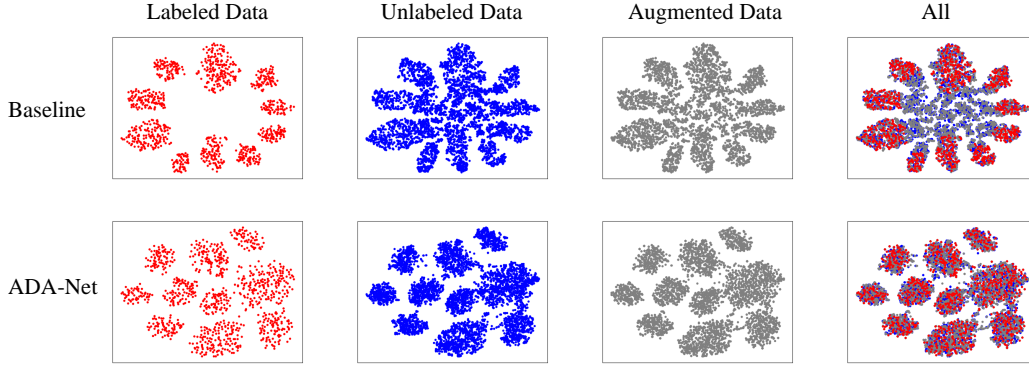 Labeled Data
Unlabeled Data
Augmented Data
All
Baseline
ADA-Net